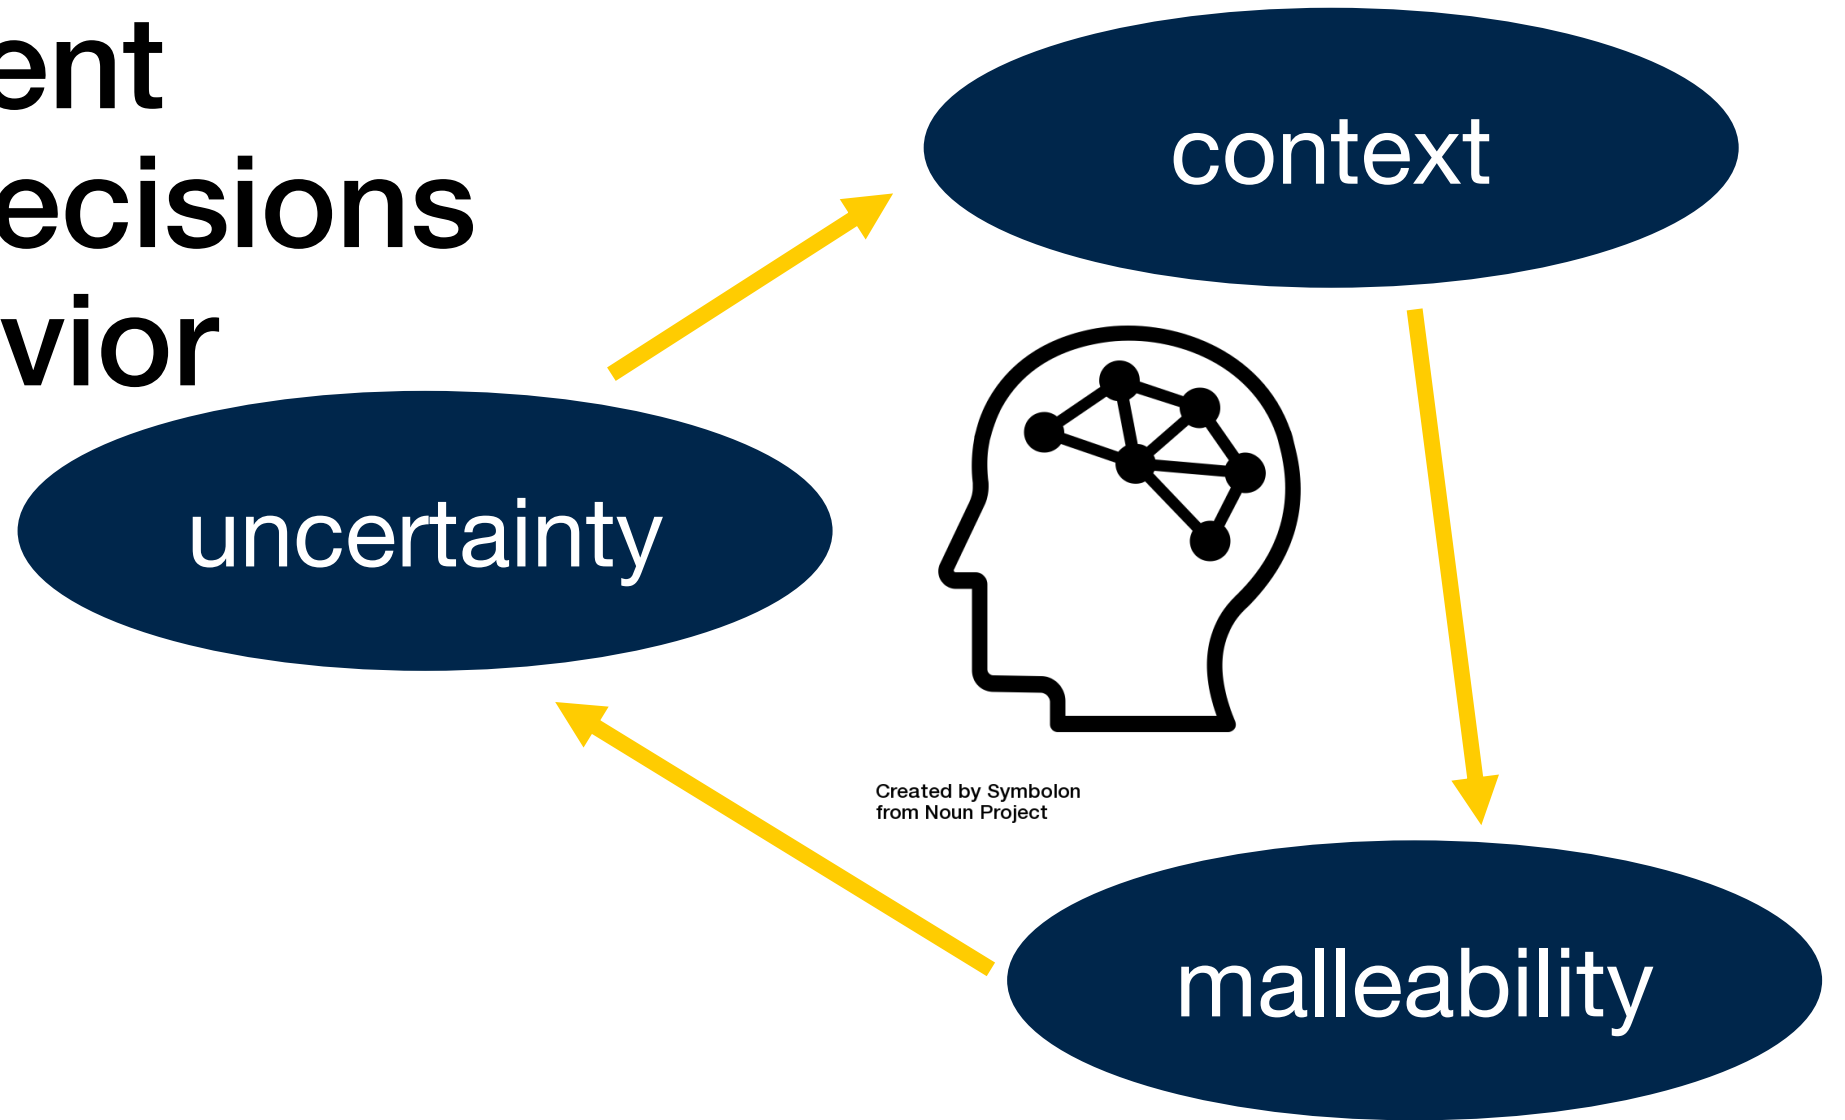 ent
ecisions
vior
context
uncertainty
Created by Symbolon
from Noun Project
malleability